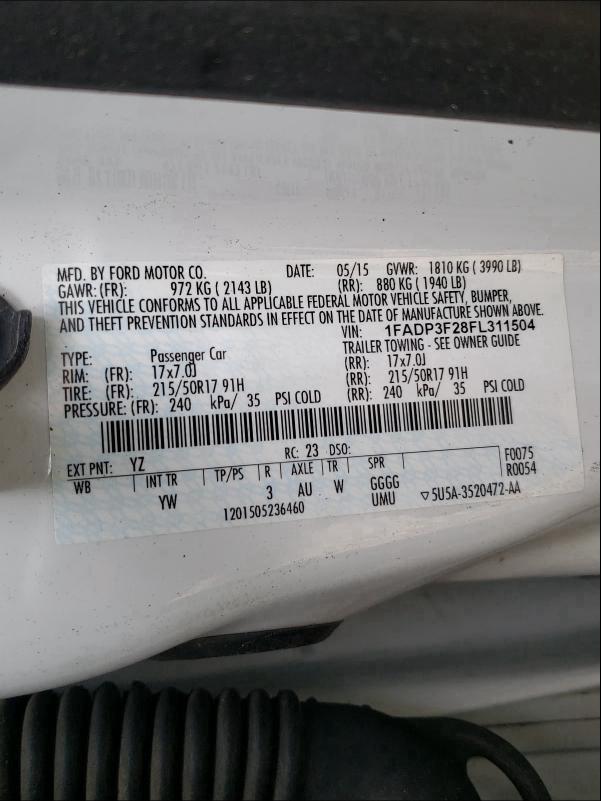 MFD. BY FORD MOTOR CO. DATE: 05/15 GVWR: 1810 KG ( 3990 LB)
GAWR: (FR): 972 KG ( 2143 LB) (RR): 880 KG ( 1940 LB)
THIS VEHICLE CONFORMS TO ALL APPLICABLE FEDERAL MOTOR VEHICLE SAFETY, BUMPER,
AND THEFT PREVENTION STANDARDS IN EFFECT ON THE DATE OF MANUFACTURE SHOWN ABOVE.
VIN: 1FADP3F28FL311504
TYPE: Passenger Car TRAILER TOWING - SEE OWNER GUIDE
RIM: (FR): 17x7.0J (RR): 17x7.0J
TIRE: (FR): 215/50R17 91H (RR): 215/50R17 91H
PRESSURE: (FR): 240 kPa/ 35 PSI COLD (RR): 240 kPa/ 35 PSI COLD
EXT PNT: YZ RC: 23 DSO: F0075
WB INT TR TP/PS R AXLE TR SPR R0054
YW 3 AU W GGGG
1201505236460 UMU ▽5U5A-3520472-AA